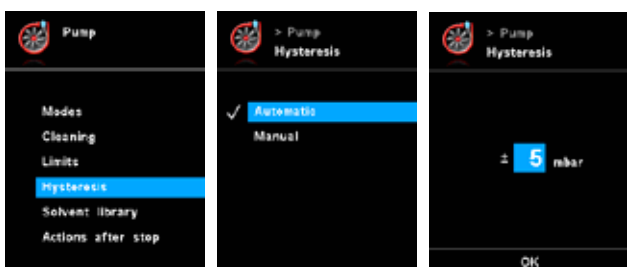 Pump
Modes
Cleaning
Limits
Hysteresis
Solvent library
Actions after stop
> Pump
Hysteresis
Automatic
Manual
> Pump
Hysteresis
± 5 mbar
OK